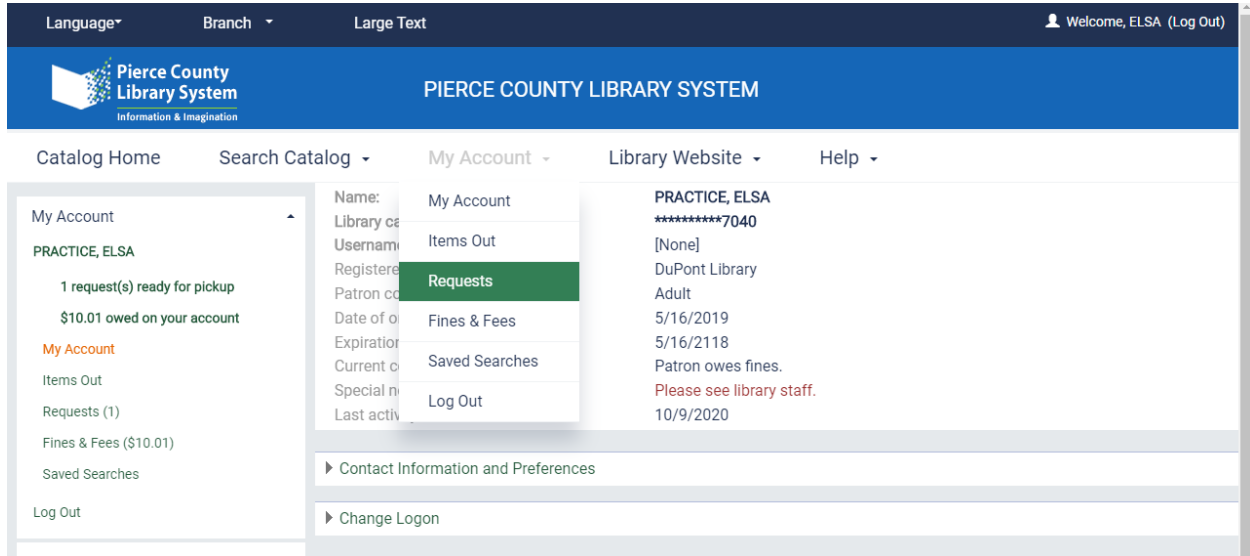 Language Branch Large Text Welcome, ELSA (Log Out)
Pierce County
Library System
Information & Imagination
PIERCE COUNTY LIBRARY SYSTEM
Catalog Home Search Catalog My Account Library Website Help
My Account
PRACTICE, ELSA
1 request(s) ready for pickup
$10.01 owed on your account
My Account
Items Out
Requests (1)
Fines & Fees ($10.01)
Saved Searches
Log Out
My Account
Items Out
Requests
Fines & Fees
Saved Searches
Log Out
Name: PRACTICE, ELSA
Library ca **********7040
Usernam [None]
Registere DuPont Library
Patron co Adult
Date of o 5/16/2019
Expiration 5/16/2118
Current c Patron owes fines.
Special n Please see library staff.
Last activ 10/9/2020
Contact Information and Preferences
Change Logon